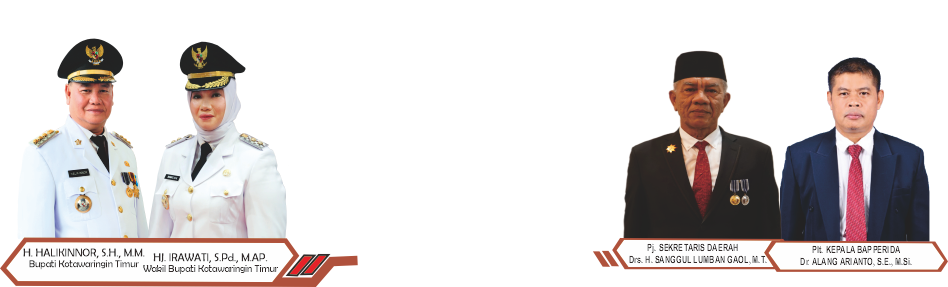 H. HALIKINNOR, S.H., M.M.
Bupati Kotawaringin Timur
HJ. IRAWATI, S.Pd., M.AP.
Wakil Bupati Kotawaringin Timur
Pj. SEKRETARIS DAERAH
Drs. H. SANGGUL LUMBAN GAOL, M.T.
Plt. KEPALA BAPPERIDA
Dr. ALANG ARIANTO, S.E., M.Si.